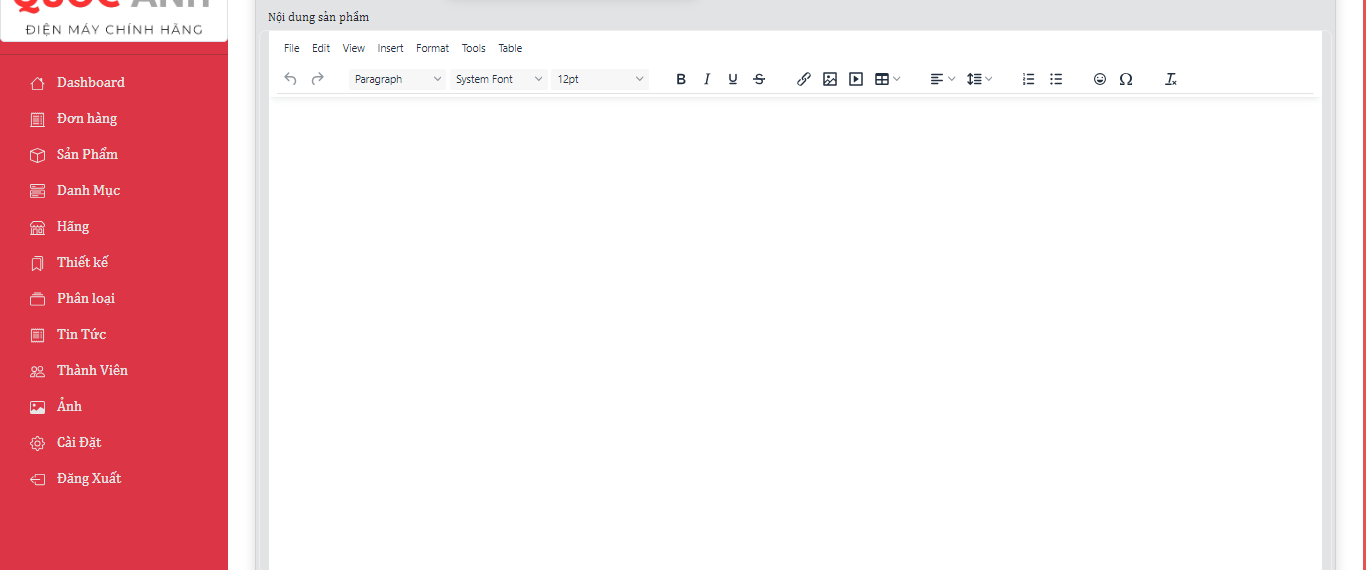 QUỐC ANH
ĐIỆN MÁY CHÍNH HÃNG
Dashboard
Đơn hàng
Sản Phẩm
Danh Mục
Hãng
Thiết kế
Phân loại
Tin Tức
Thành Viên
Ảnh
Cài Đặt
Đăng Xuất
Nội dung sản phẩm
File Edit View Insert Format Tools Table
Paragraph System Font 12pt